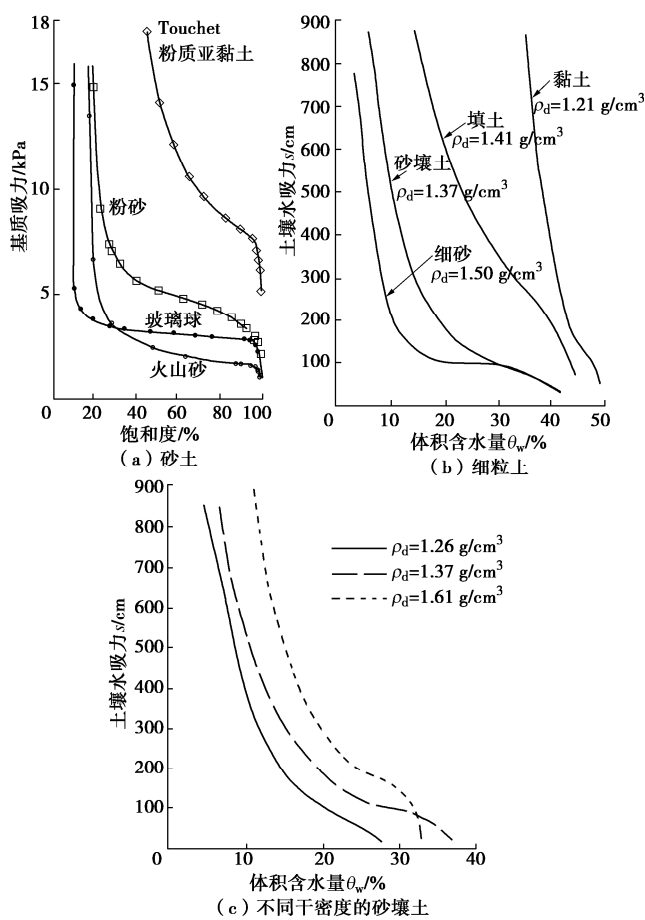 18
15
10
5
基质吸力/kPa
Touchet
粉质亚黏土
粉砂
玻璃球
火山砂
0
20
40
60
80
100
饱和度/%
（a）砂土
900
800
700
600
500
400
300
200
100
土壤水吸力s/cm
黏土
ρd=1.21 g/cm³
填土
ρd=1.41 g/cm³
砂壤土
ρd=1.37 g/cm³
细砂
ρd=1.50 g/cm³
0
10
20
30
40
50
体积含水量θw/%
（b）细粒上
900
800
700
600
500
400
300
200
100
土壤水吸力s/cm
ρd=1.26 g/cm³
ρd=1.37 g/cm³
ρd=1.61 g/cm³
0
10
20
30
40
体积含水量θw/%
（c）不同干密度的砂壤土